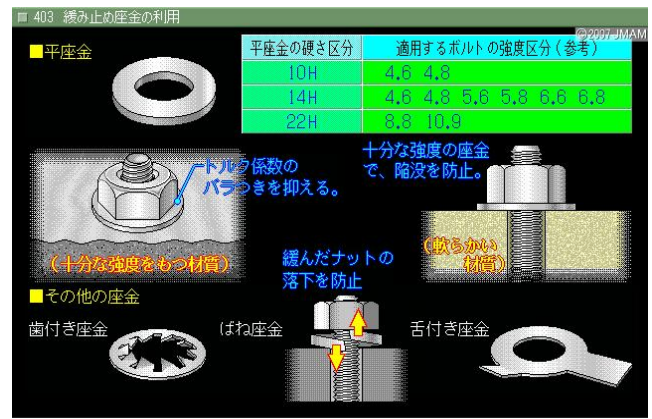 403 緩み止め座金の利用
©2007 JMAM
■平座金
平座金の硬さ区分 適用するボルトの強度区分(参考)
10H 4.6 4.8
14H 4.6 4.8 5.6 5.8 6.6 6.8
22H 8.8 10.9
トルク係数の
バラつきを抑える。
(十分な強度をもつ材質)
十分な強度の座金
で、陥没を防止。
(軟らかい
材質)
緩んだナットの
落下を防止
■その他の座金
歯付き座金
ばね座金
舌付き座金